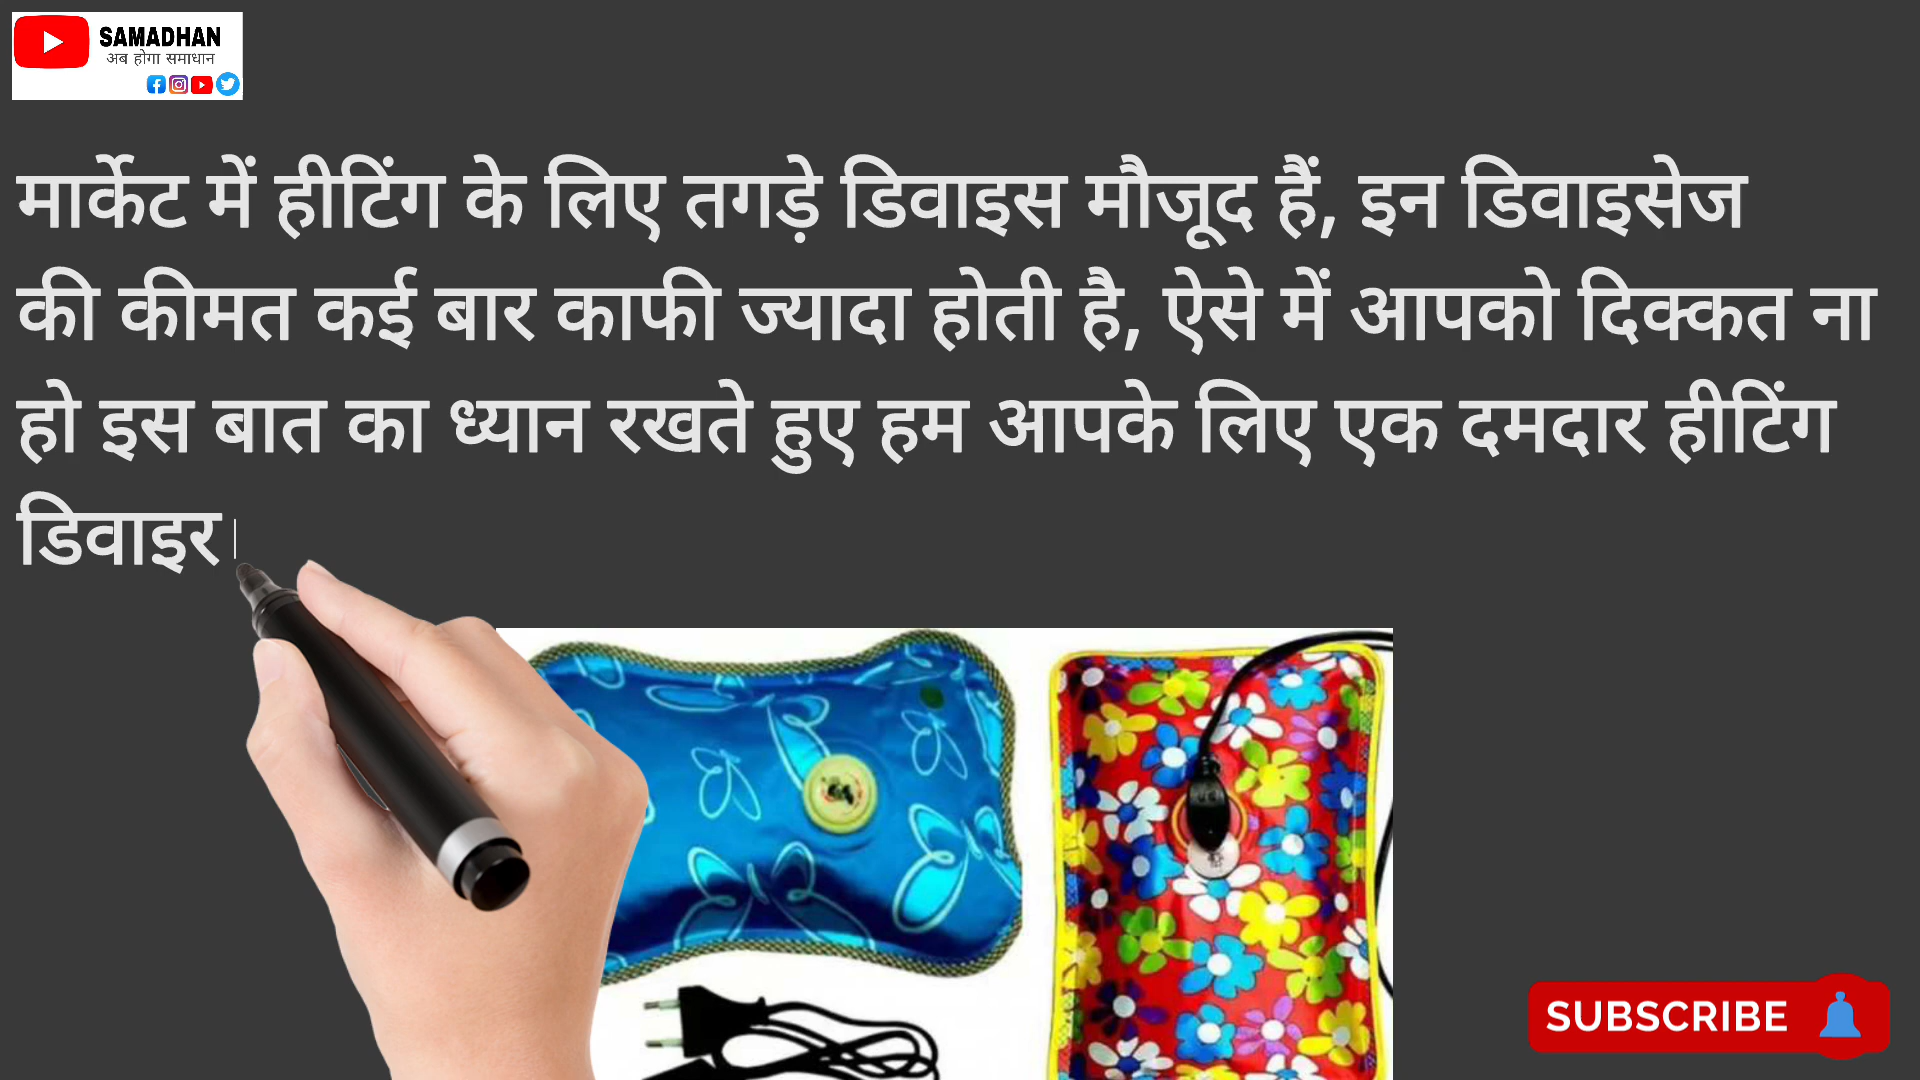 SAMADHAN
अब होगा समाधान
मार्केट में हीटिंग के लिए तगड़े डिवाइस मौजूद हैं, इन डिवाइसेज
की कीमत कई बार काफी ज्यादा होती है, ऐसे में आपको दिक्कत ना
हो इस बात का ध्यान रखते हुए हम आपके लिए एक दमदार हीटिंग
डिवाइर
SUBSCRIBE